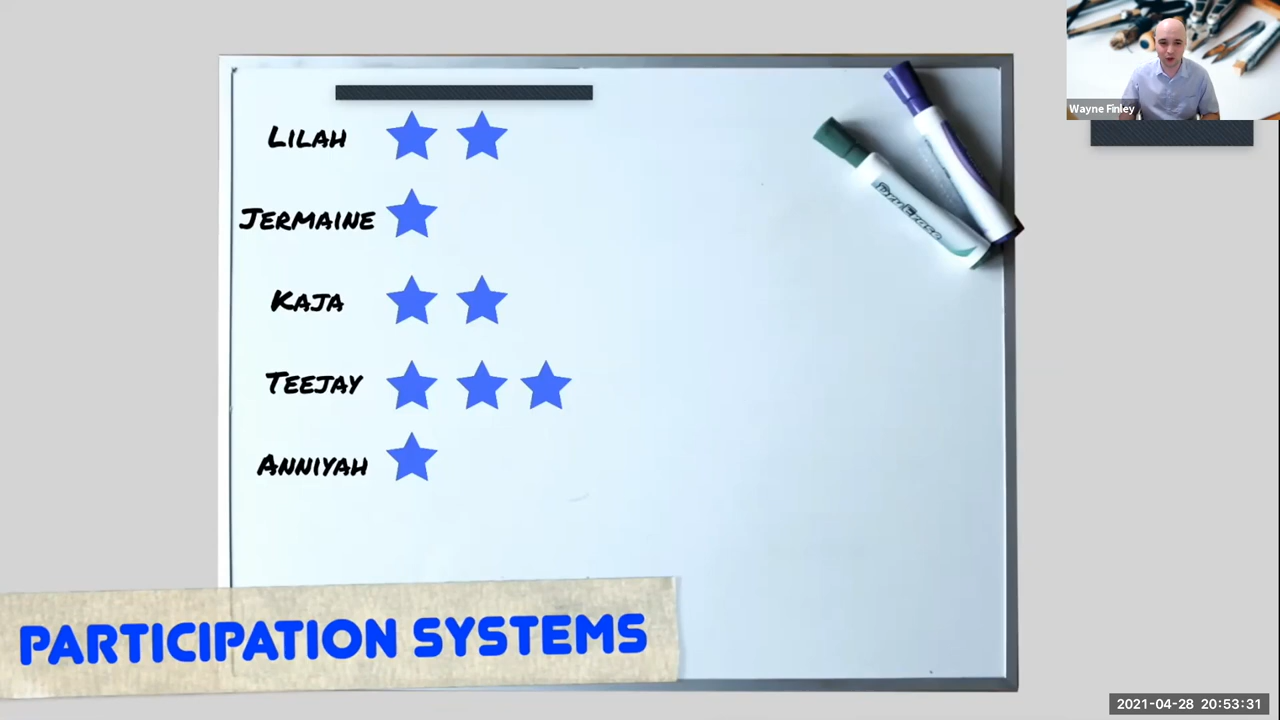 Wayne Finley
LILAH
JERMAINE
KAJA
TEEJAY
ANNIYAH
PARTICIPATION SYSTEMS
2021-04-28 20:53:31